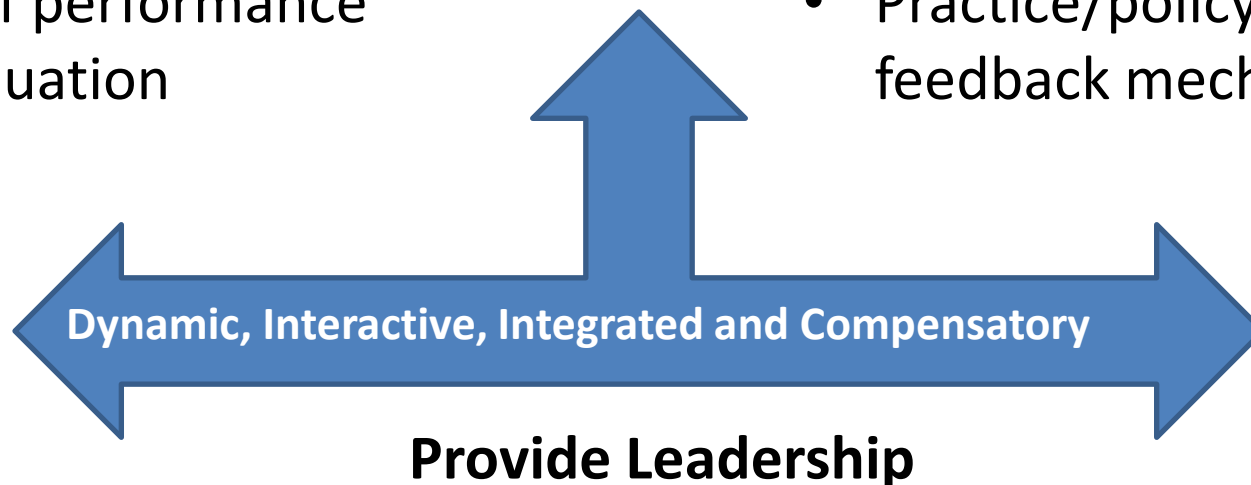 performance
uation
• Practice/policy
feedback mech
Dynamic, Interactive, Integrated and Compensatory
Provide Leadership